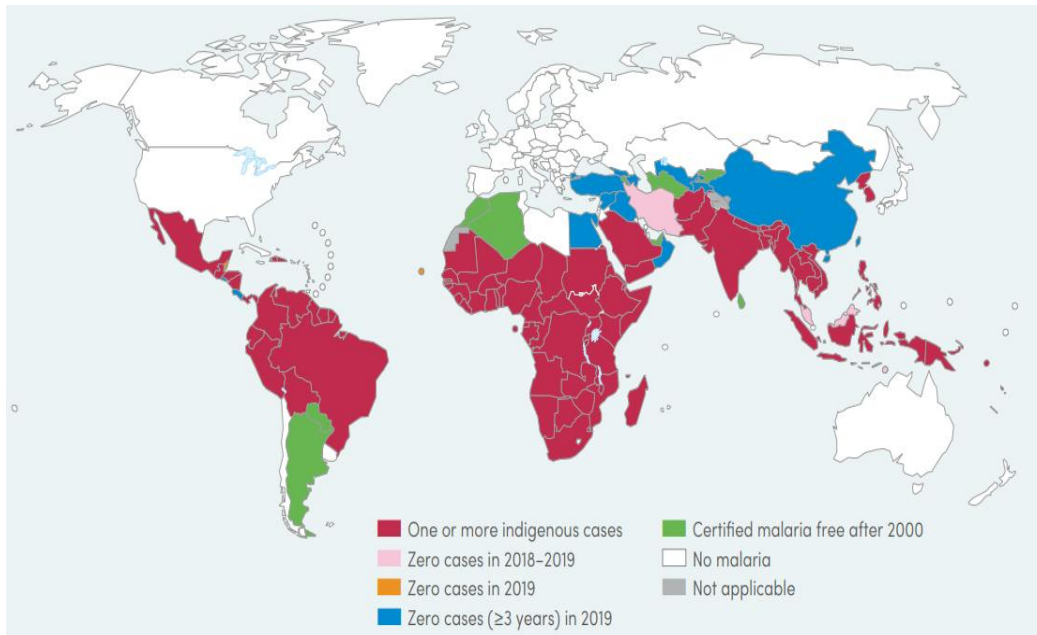 One or more indigenous cases
Zero cases in 2018–2019
Zero cases in 2019
Zero cases (≥3 years) in 2019
Certified malaria free after 2000
No malaria
Not applicable